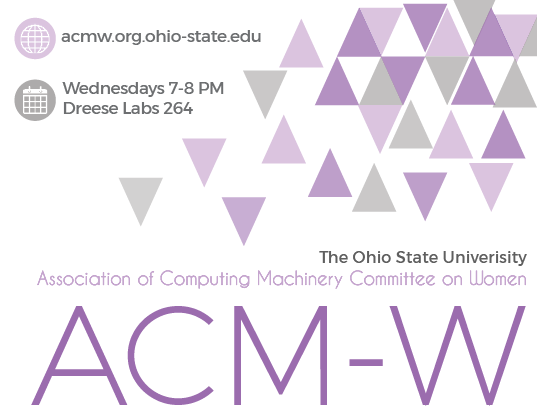 acmw.org.ohio-state.edu
Wednesdays 7-8 PM
Dreese Labs 264
The Ohio State Univerisity
Association of Computing Machinery Committee on Women
ACM-W